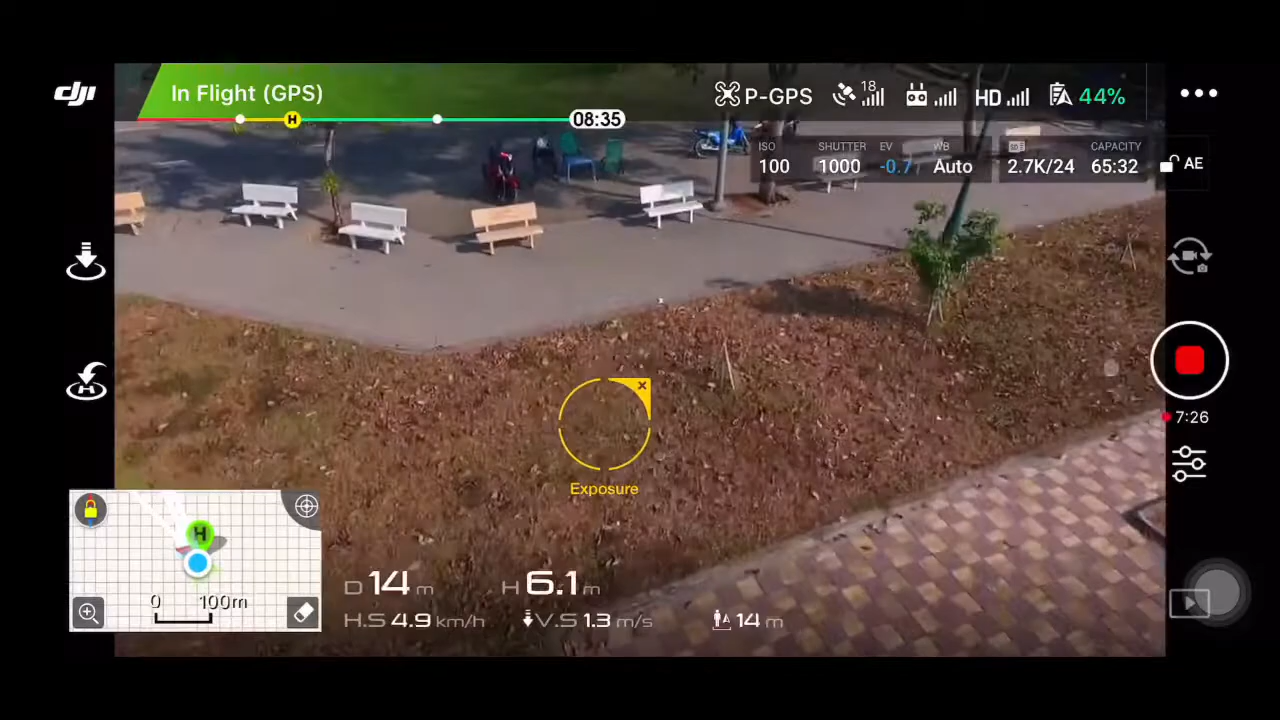 dji
In Flight (GPS)
P-GPS
18
HD
44%
H
08:35
ISO
100
SHUTTER
1000
EV
-0.7
WB
Auto
SD
2.7K/24
CAPACITY
65:32
AE
7:26
Exposure
H
0 100m
D 14 m
H 6.1 m
H.S 4.9 km/h
V.S 1.3 m/s
14 m